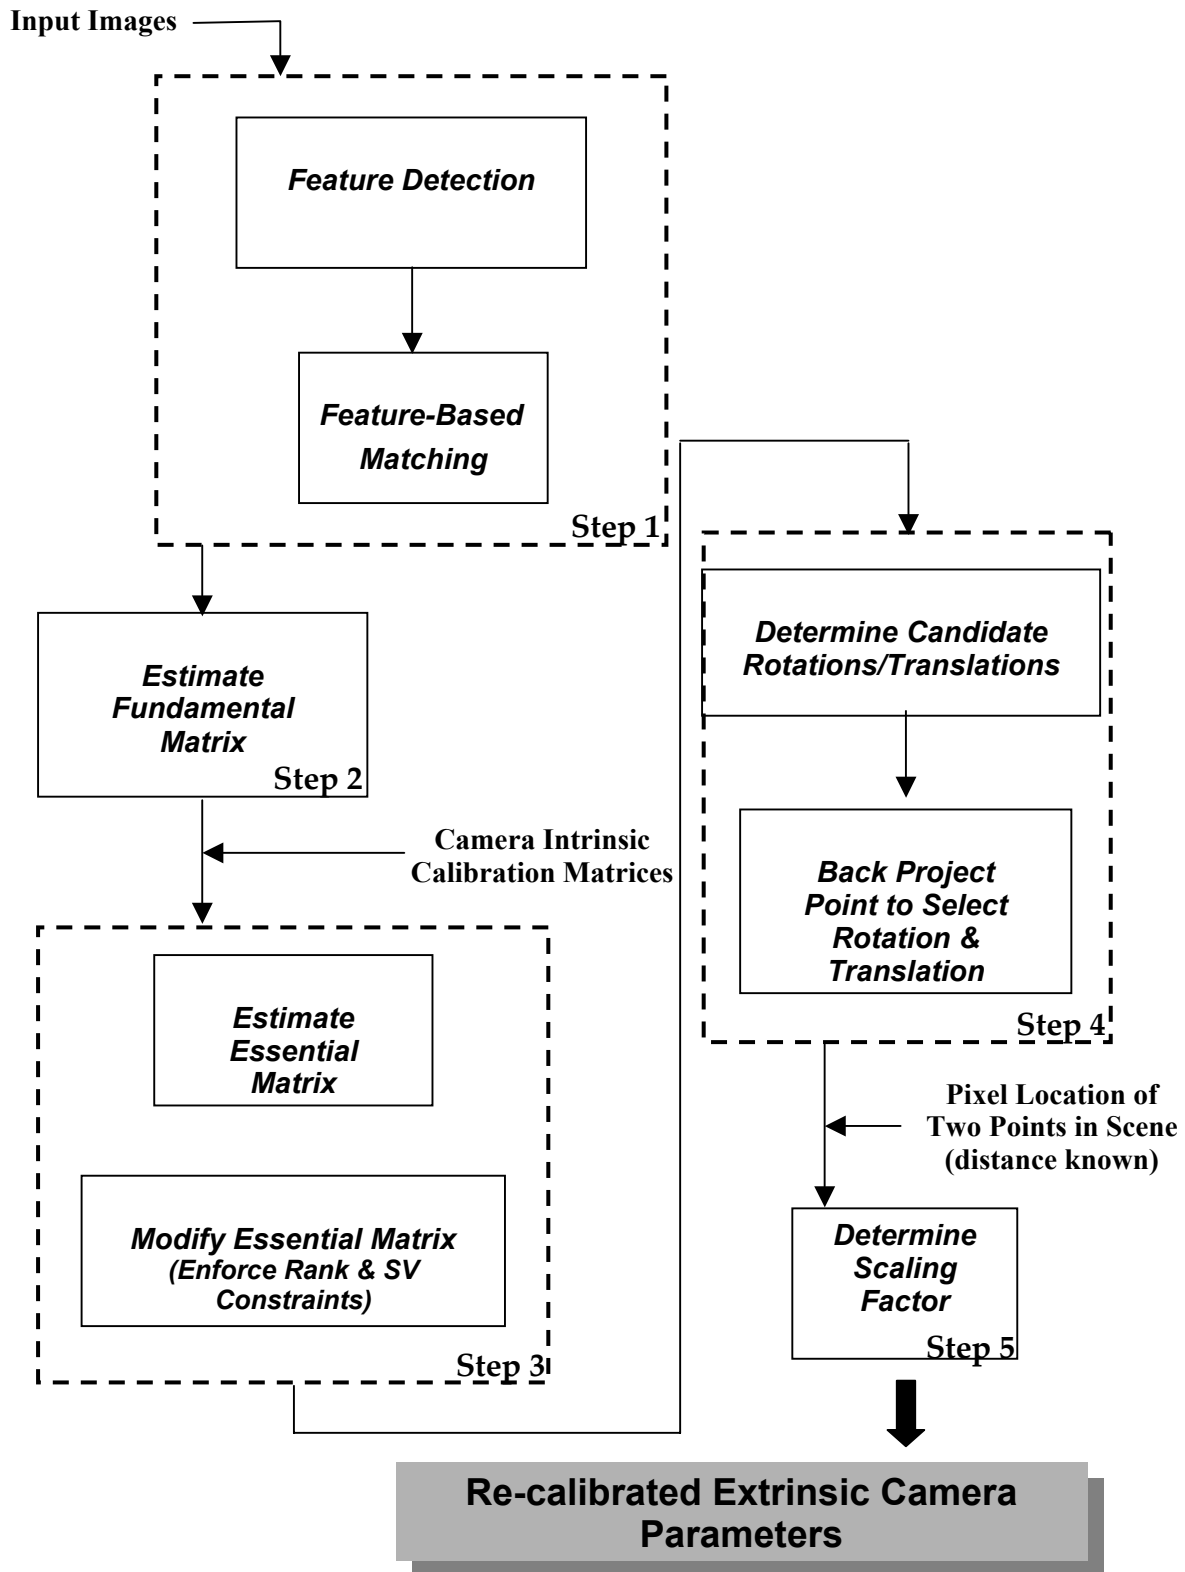 Input Images
Feature Detection
Feature-Based
Matching
Step 1
Estimate
Fundamental
Matrix
Step 2
Camera Intrinsic
Calibration Matrices
Estimate
Essential
Matrix
Modify Essential Matrix
(Enforce Rank & SV
Constraints)
Step 3
Determine Candidate
Rotations/Translations
Back Project
Point to Select
Rotation &
Translation
Step 4
Pixel Location of
Two Points in Scene
(distance known)
Determine
Scaling
Factor
Step 5
Re-calibrated Extrinsic Camera
Parameters